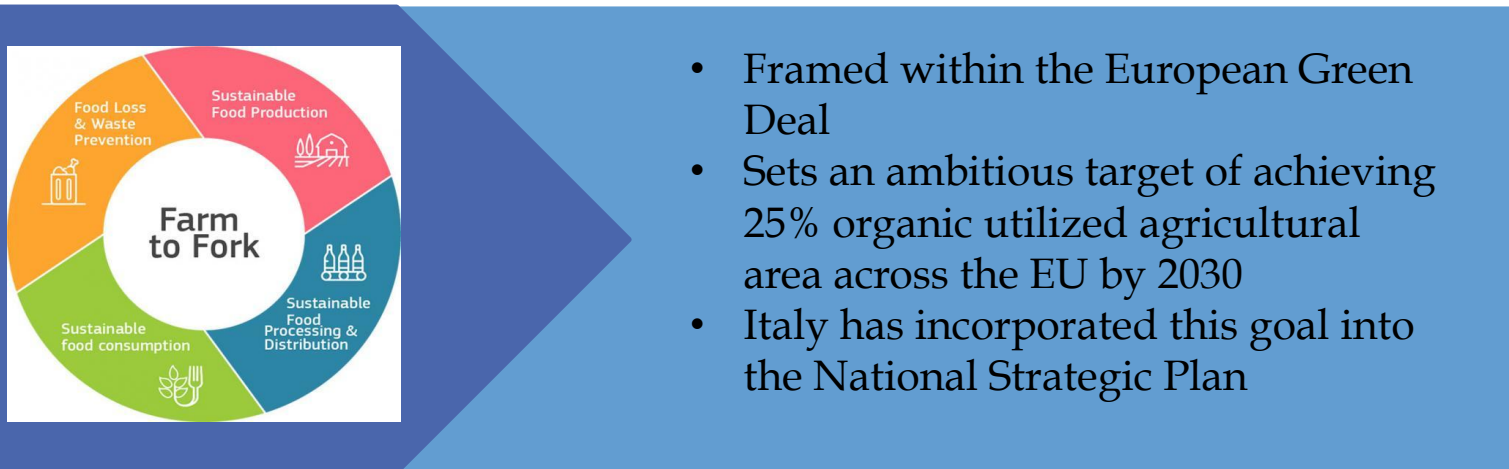 Food Loss
& Waste
Prevention
Sustainable
Food Production
Farm
to Fork
Sustainable
Food
Processing &
Distribution
Sustainable
food consumption
• Framed within the European Green
Deal
• Sets an ambitious target of achieving
25% organic utilized agricultural
area across the EU by 2030
• Italy has incorporated this goal into
the National Strategic Plan